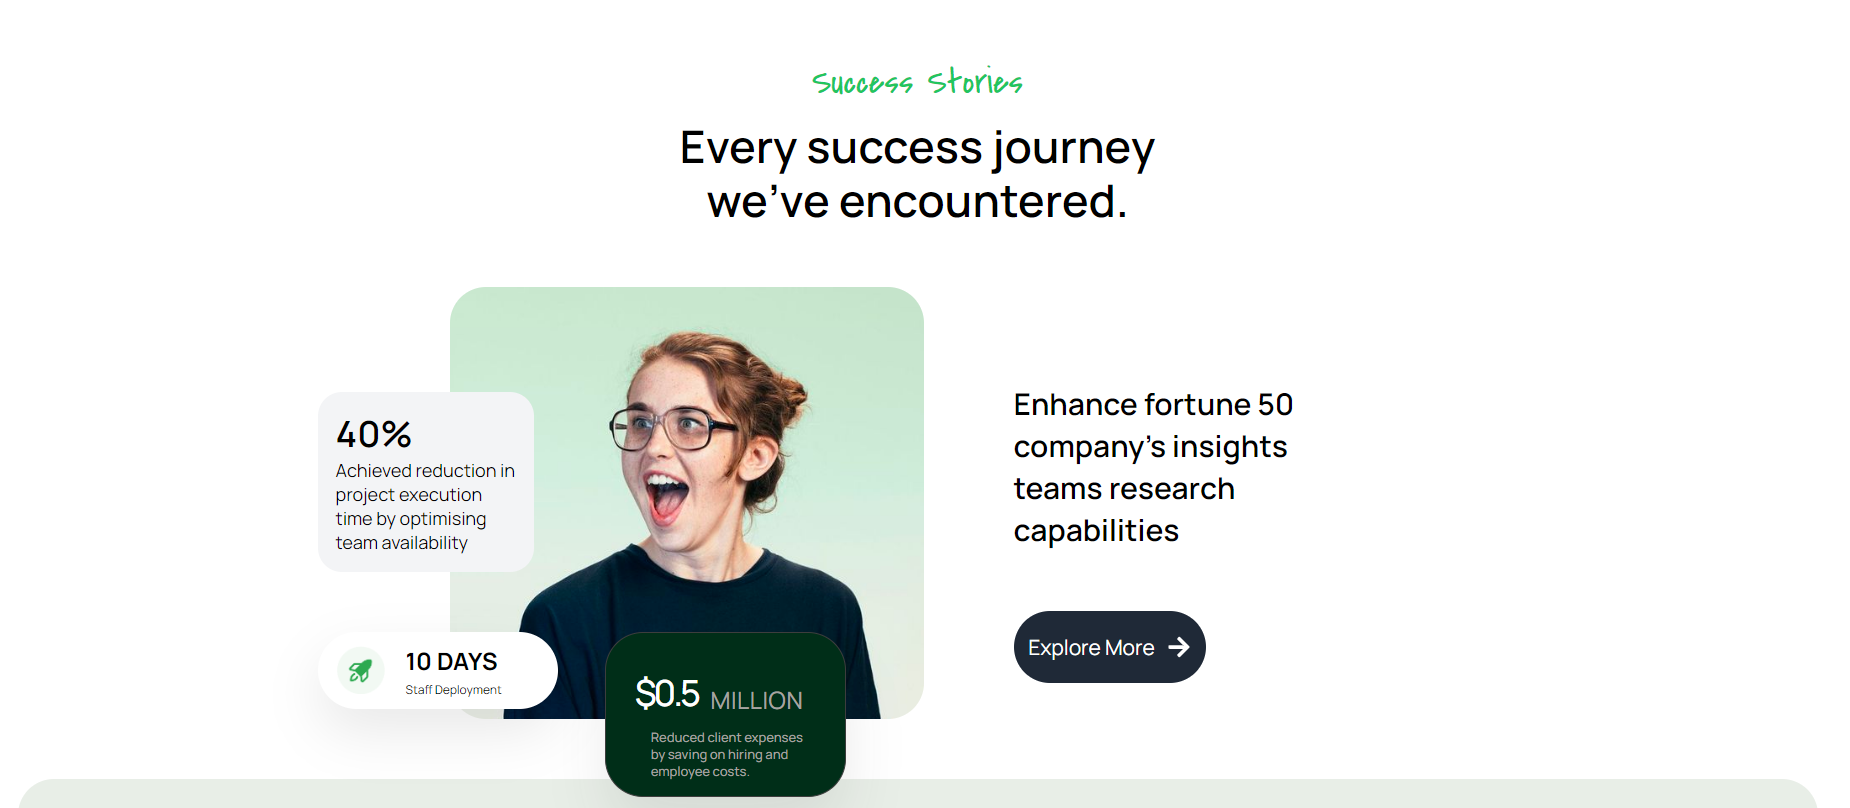 Success Stories
Every success journey
we’ve encountered.
40%
Achieved reduction in
project execution
time by optimising
team availability
10 DAYS
Staff Deployment
$0.5 MILLION
Reduced client expenses
by saving on hiring and
employee costs.
Enhance fortune 50
company’s insights
teams research
capabilities
Explore More